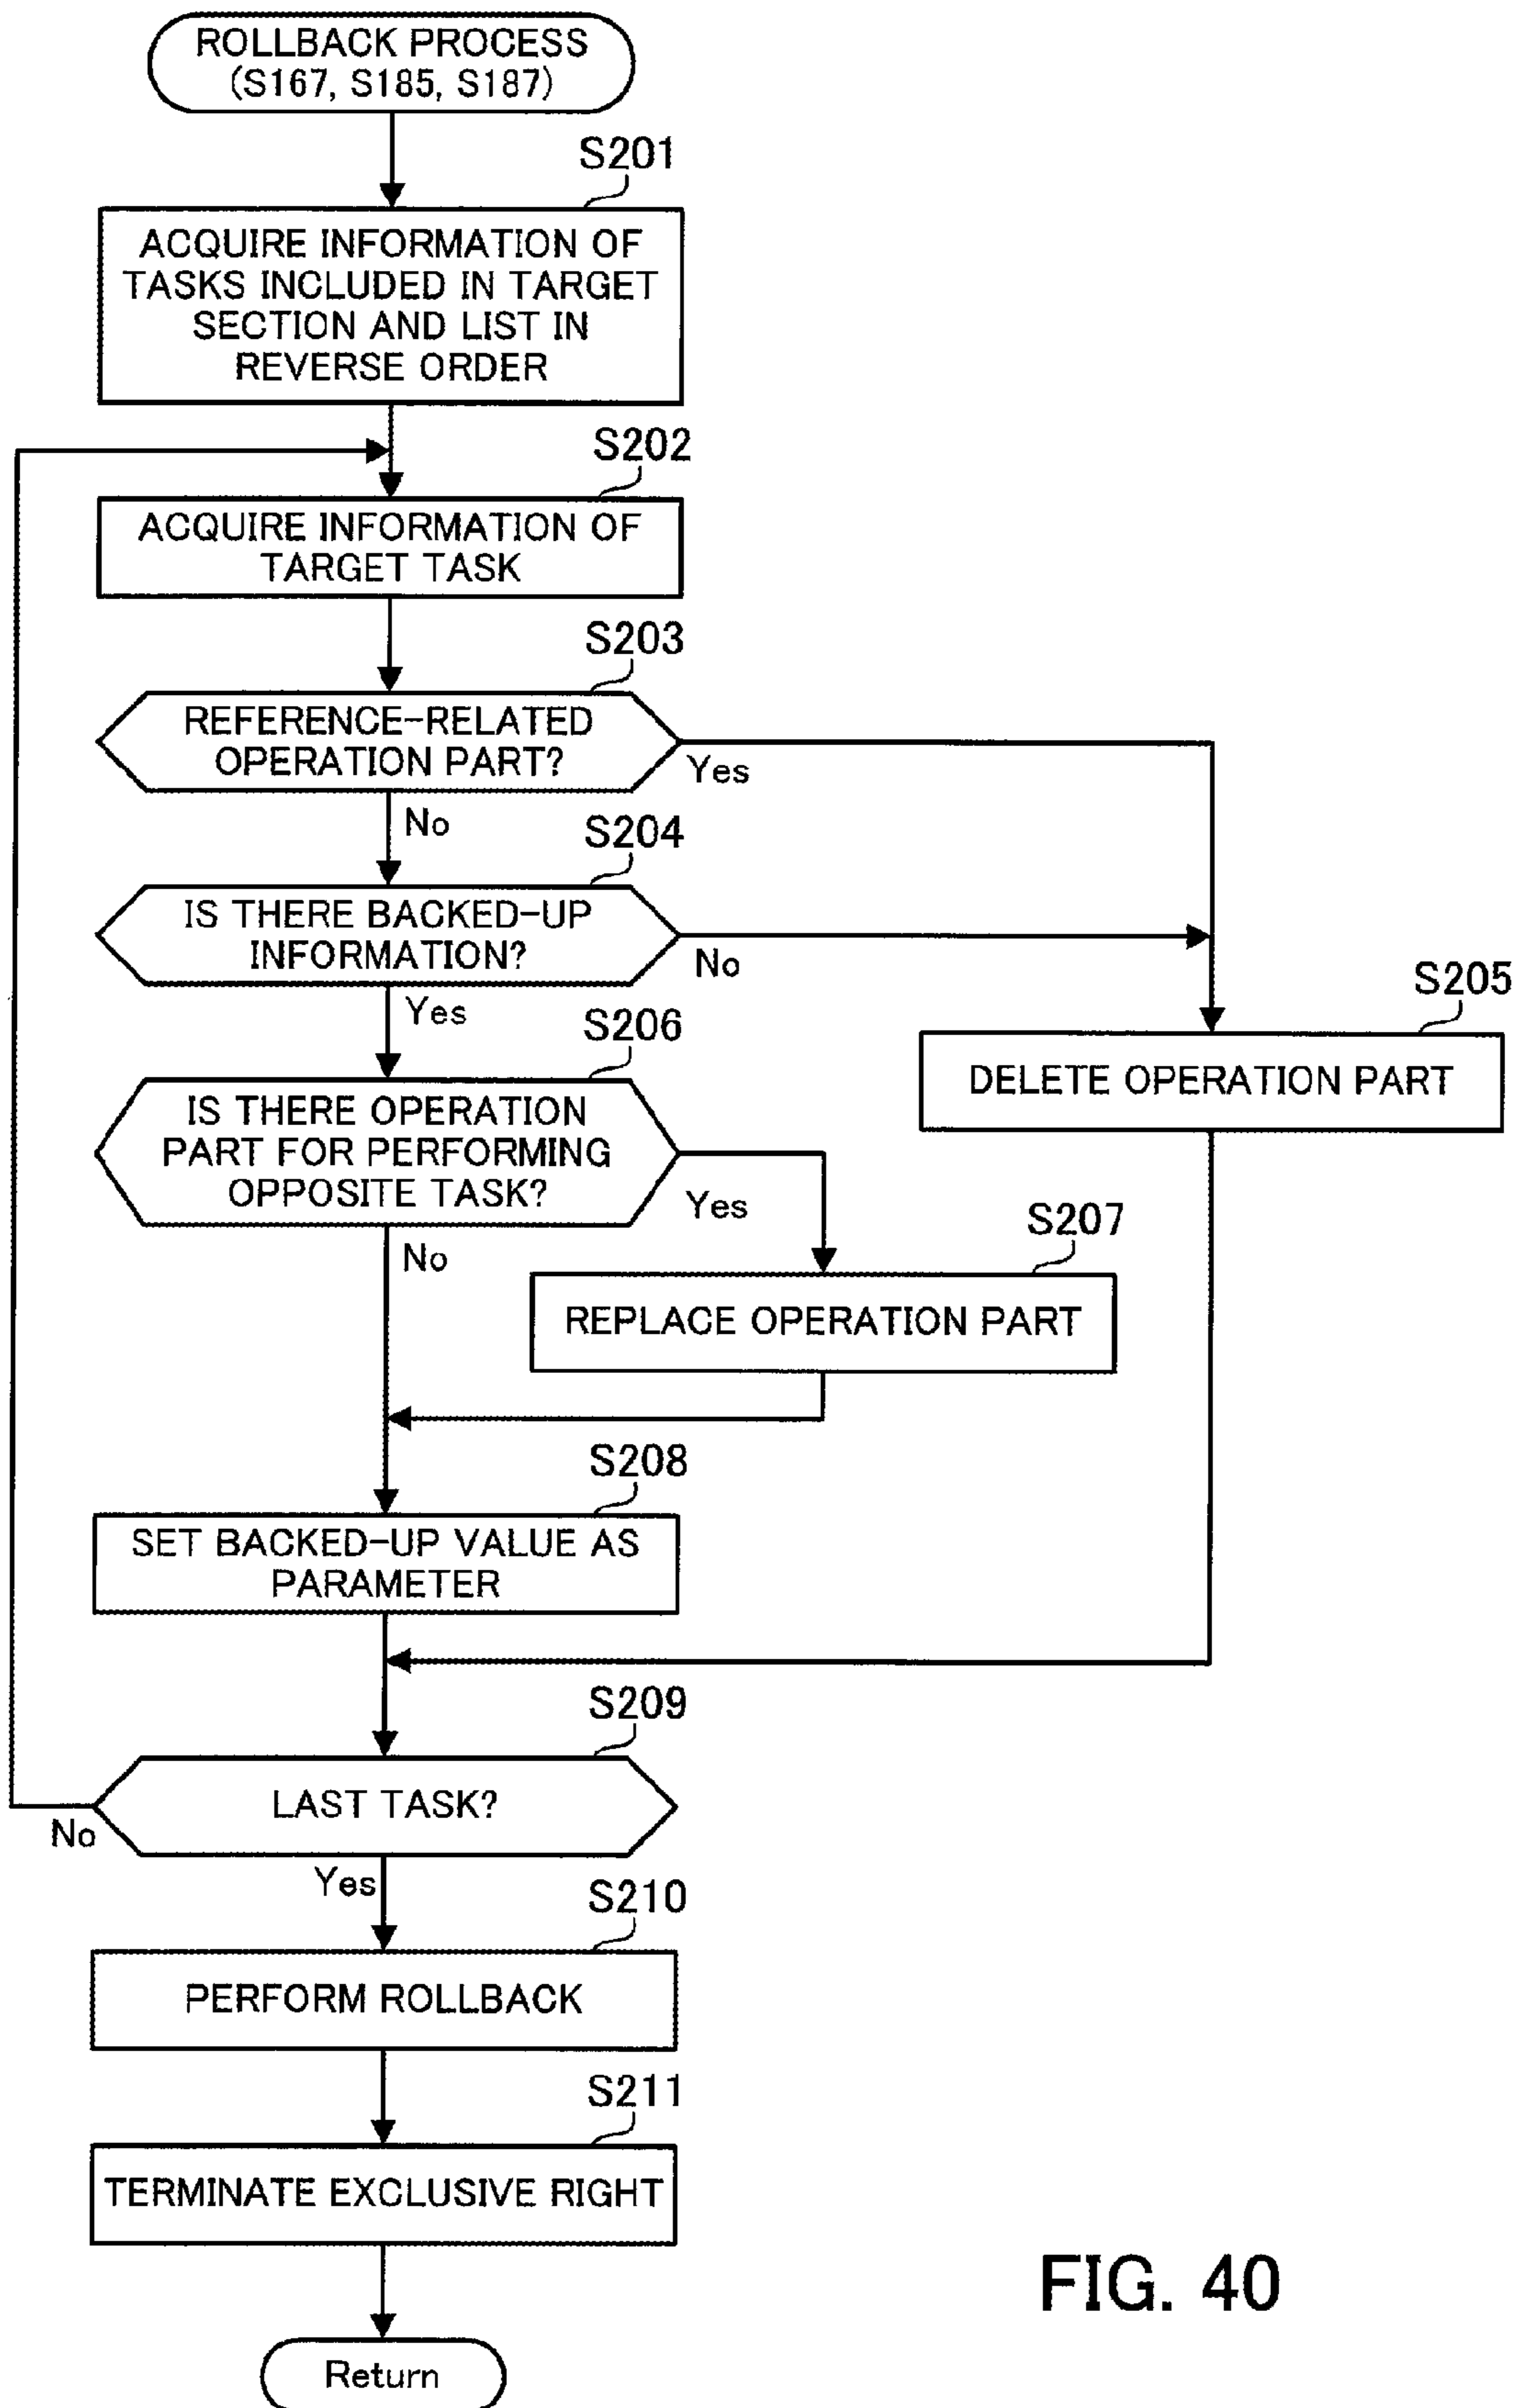 ROLLBACK PROCESS
(S167, S185, S187)
S201
ACQUIRE INFORMATION OF
TASKS INCLUDED IN TARGET
SECTION AND LIST IN
REVERSE ORDER
S202
ACQUIRE INFORMATION OF
TARGET TASK
S203
REFERENCE-RELATED
OPERATION PART?
Yes
No
S204
IS THERE BACKED-UP
INFORMATION?
No
Yes
S205
DELETE OPERATION PART
S206
IS THERE OPERATION
PART FOR PERFORMING
OPPOSITE TASK?
Yes
No
S207
REPLACE OPERATION PART
S208
SET BACKED-UP VALUE AS
PARAMETER
S209
LAST TASK?
No
Yes
S210
PERFORM ROLLBACK
S211
TERMINATE EXCLUSIVE RIGHT
Return
FIG. 40